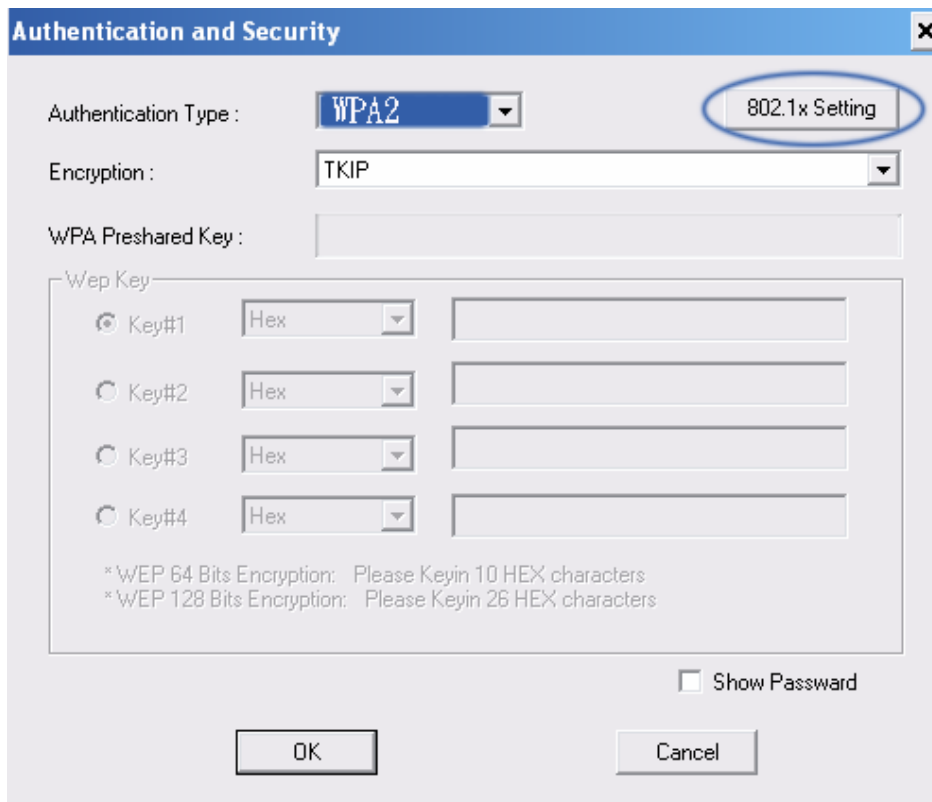 Authentication and Security
Authentication Type : WPA2 802.1x Setting
Encryption : TKIP
WPA Preshared Key :
Wep Key
Key#1 Hex
Key#2 Hex
Key#3 Hex
Key#4 Hex
* WEP 64 Bits Encryption: Please Keyin 10 HEX characters
* WEP 128 Bits Encryption: Please Keyin 26 HEX characters
Show Passward
OK Cancel